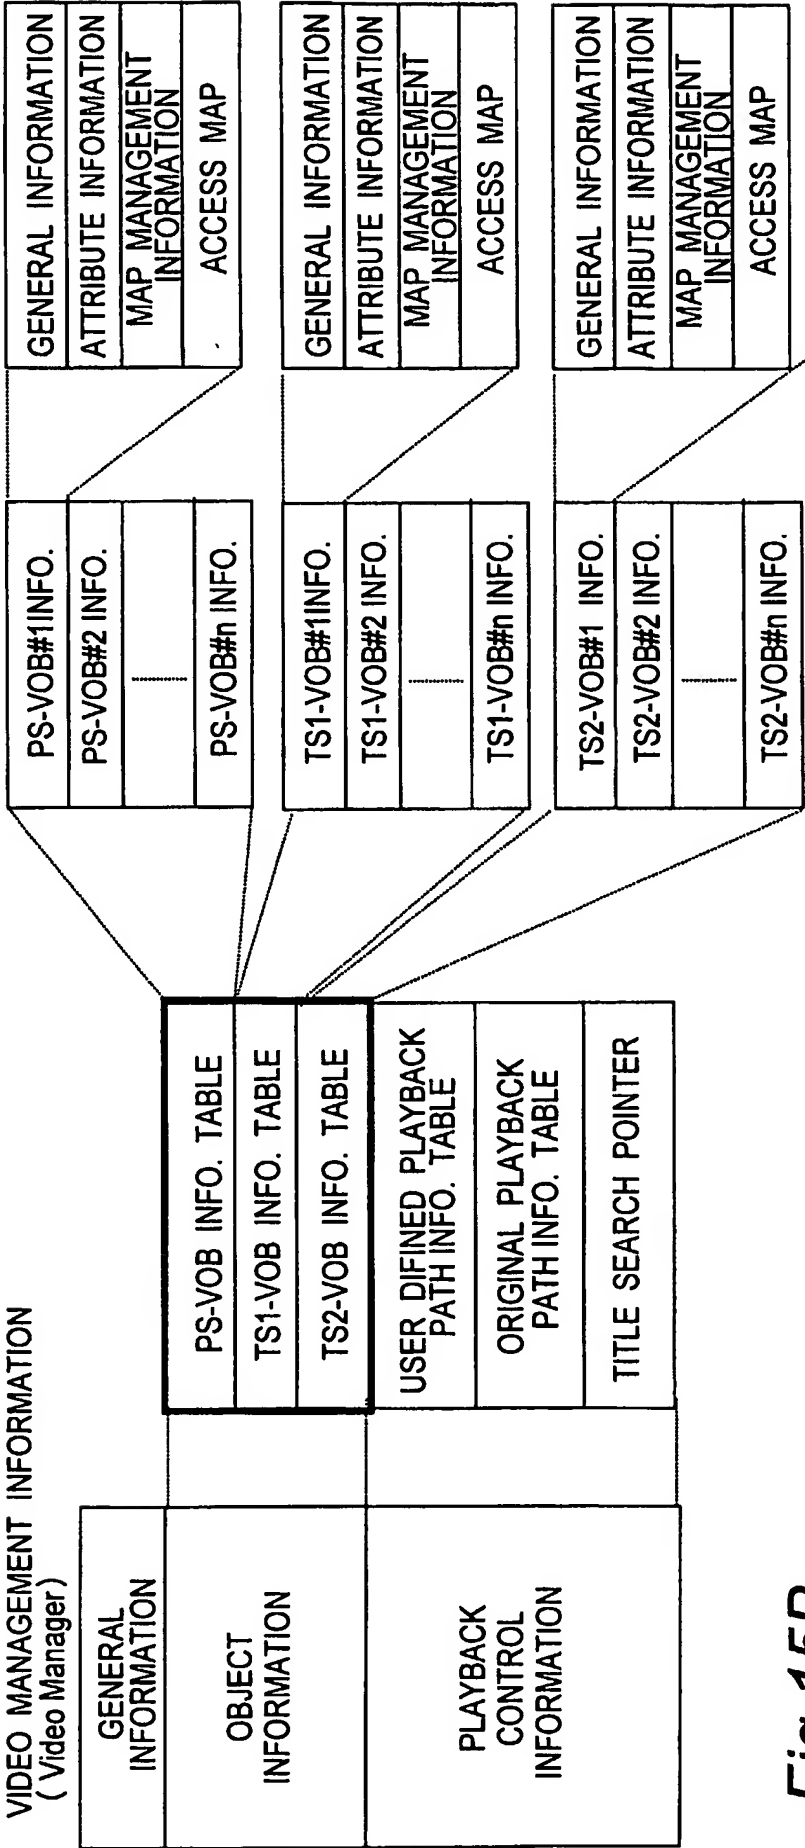 VIDEO MANAGEMENT INFORMATION
( Video Manager)
GENERAL
INFORMATION
OBJECT
INFORMATION
PLAYBACK
CONTROL
INFORMATION
PS-VOB INFO. TABLE
TS1-VOB INFO. TABLE
TS2-VOB INFO. TABLE
USER DIFINED PLAYBACK
PATH INFO. TABLE
ORIGINAL PLAYBACK
PATH INFO. TABLE
TITLE SEARCH POINTER
PS-VOB#1INFO.
PS-VOB#2 INFO.
PS-VOB#n INFO.
TS1-VOB#1INFO.
TS1-VOB#2 INFO.
TS1-VOB#n INFO.
TS2-VOB#1 INFO.
TS2-VOB#2 INFO.
TS2-VOB#n INFO.
GENERAL INFORMATION
ATTRIBUTE INFORMATION
MAP MANAGEMENT
INFORMATION
ACCESS MAP
GENERAL INFORMATION
ATTRIBUTE INFORMATION
MAP MANAGEMENT
INFORMATION
ACCESS MAP
GENERAL INFORMATION
ATTRIBUTE INFORMATION
MAP MANAGEMENT
INFORMATION
ACCESS MAP